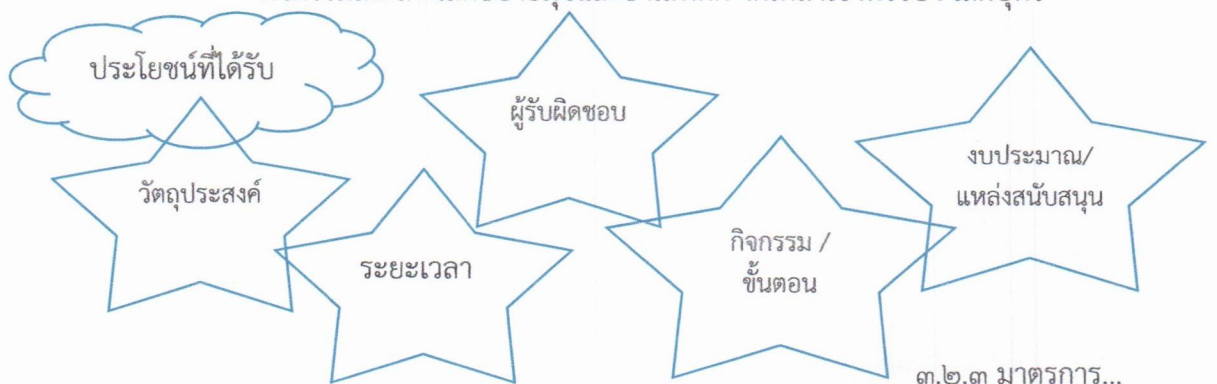 ประโยชน์ที่ได้รับ
ผู้รับผิดชอบ
งบประมาณ/
แหล่งสนับสนุน
วัตถุประสงค์
กิจกรรม /
ขั้นตอน
ระยะเวลา
๓.๒.๓ มาตรการ...